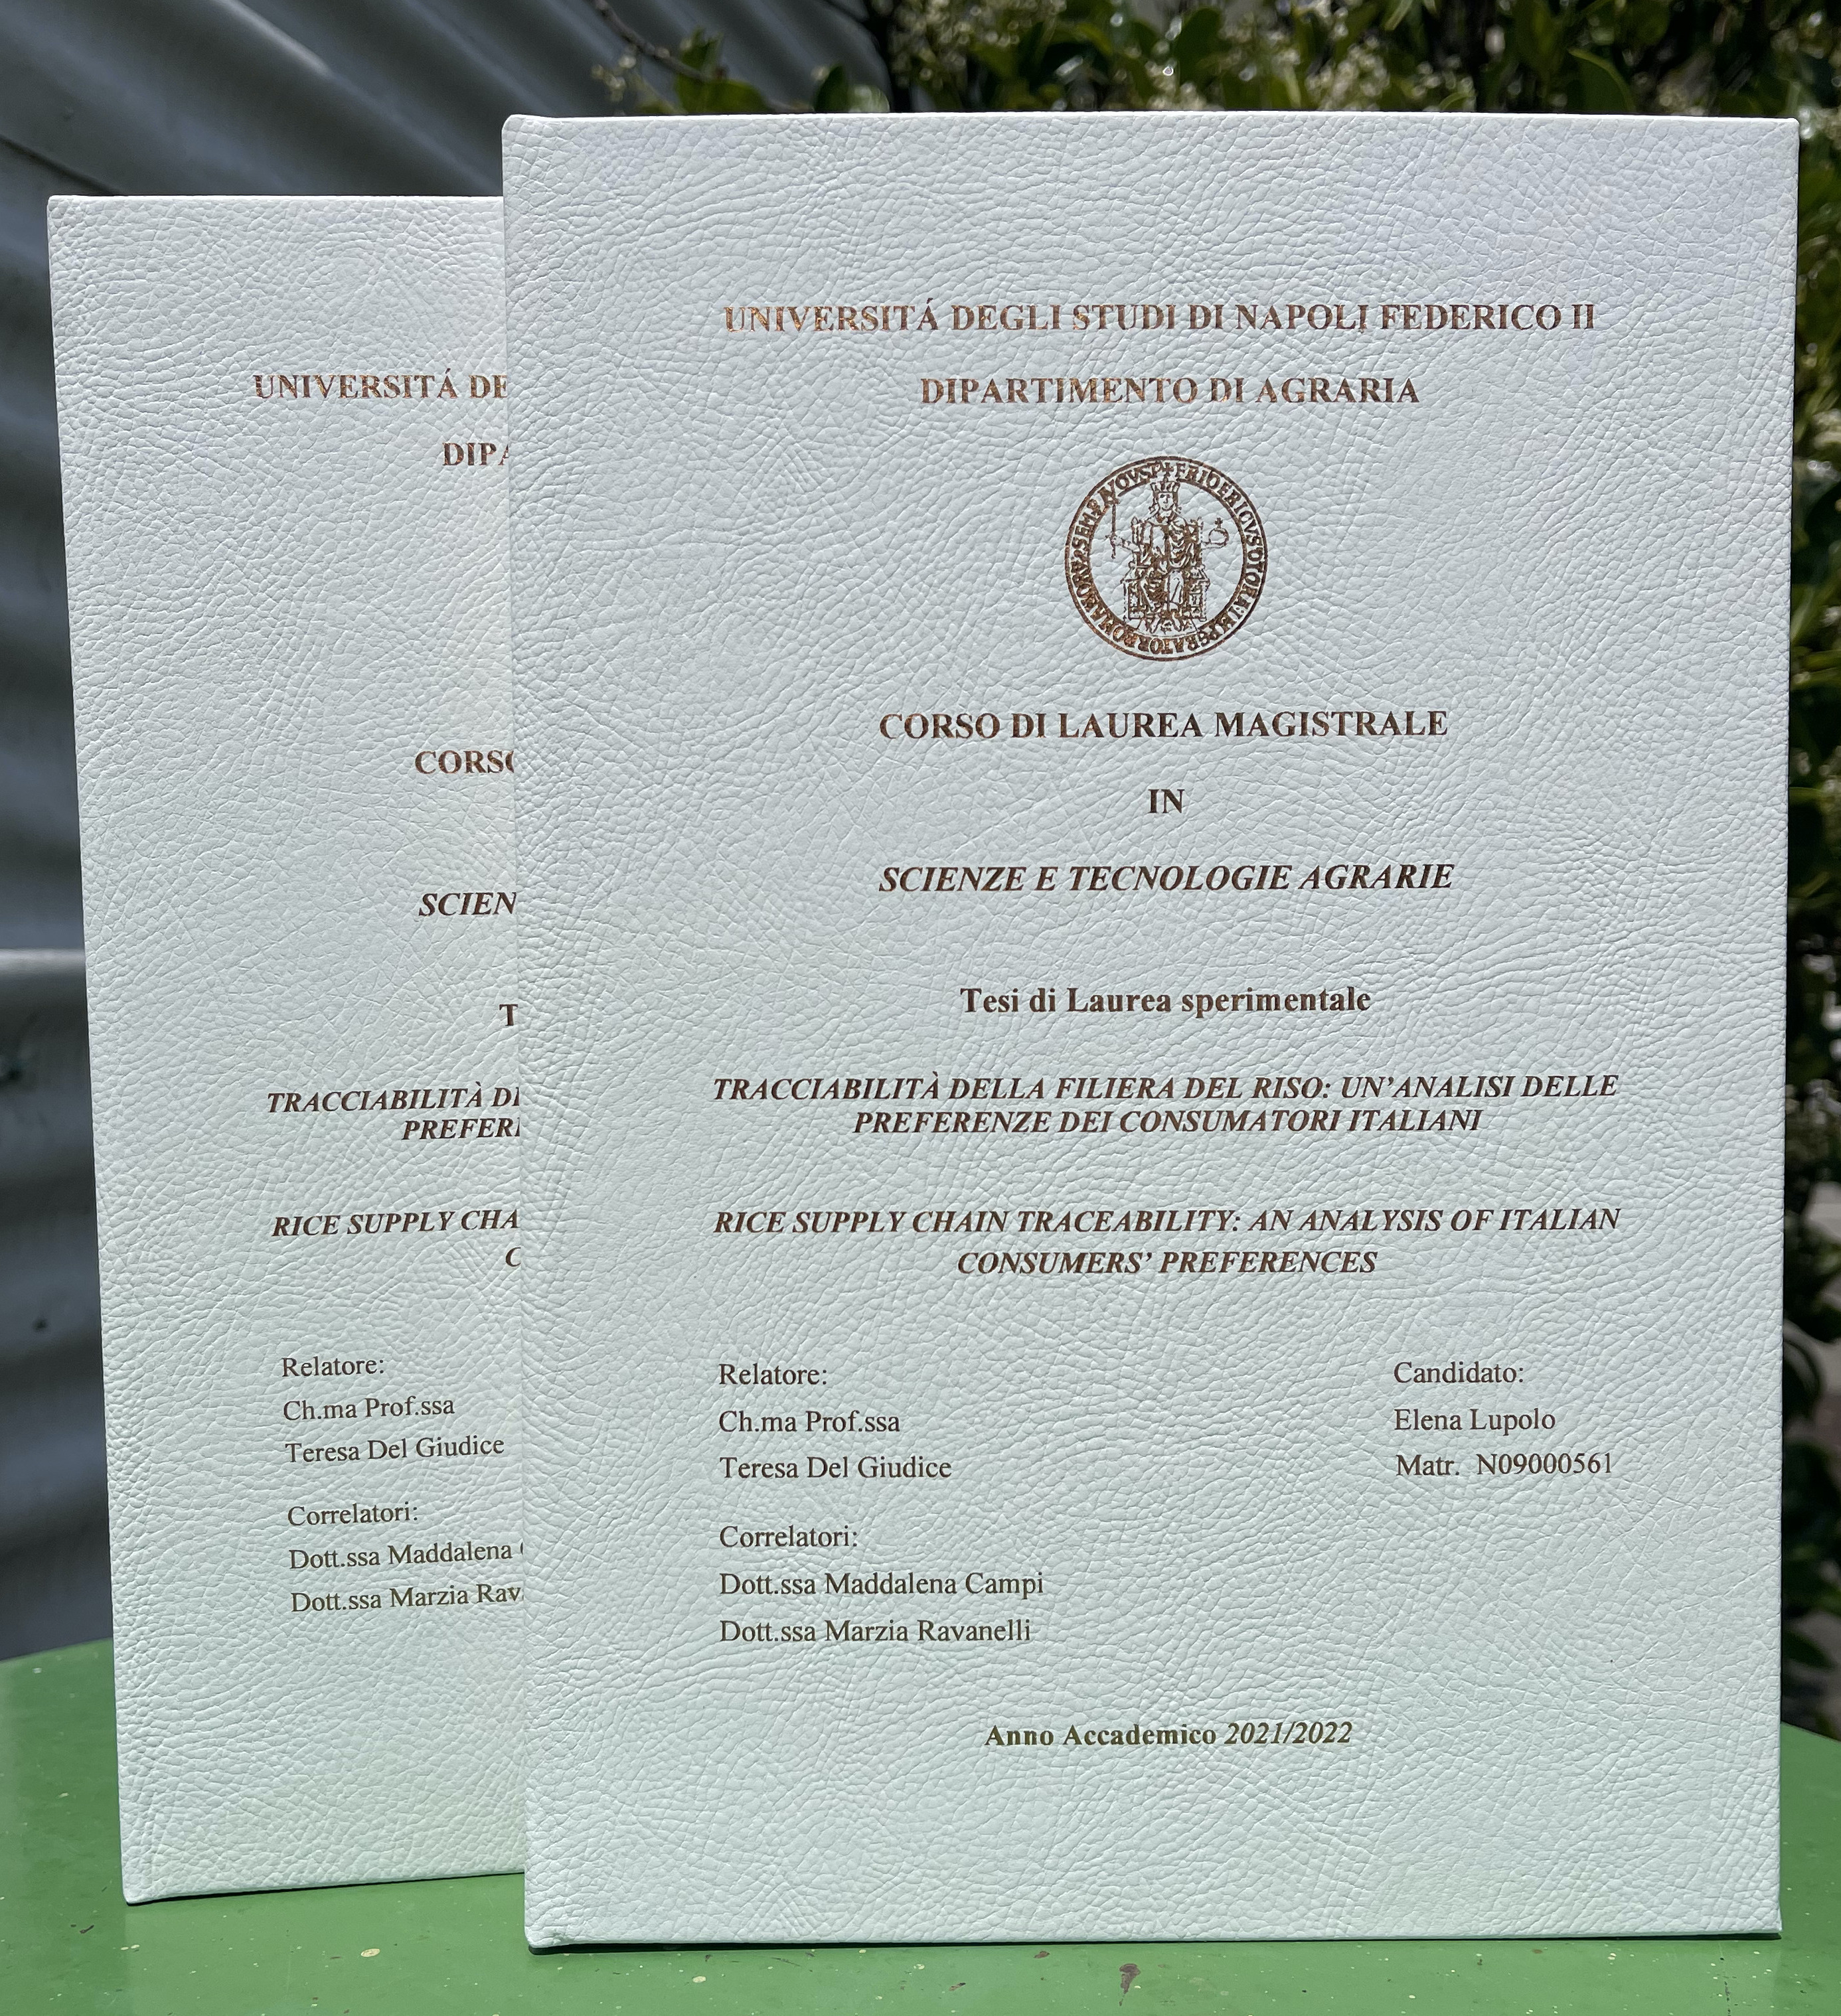 UNIVERSITÁ DE
DIPA
CORSO
SCIEN
T
TRACCIABILITÀ DE
PREFERE
RICE SUPPLY CHA
C
Relatore:
Ch.ma Prof.ssa
Teresa Del Giudice
Correlatori:
Dott.ssa Maddalena
Dott.ssa Marzia Rav
UNIVERSITÁ DEGLI STUDI DI NAPOLI FEDERICO II
DIPARTIMENTO DI AGRARIA
CORSO DI LAUREA MAGISTRALE
IN
SCIENZE E TECNOLOGIE AGRARIE
Tesi di Laurea sperimentale
TRACCIABILITÀ DELLA FILIERA DEL RISO: UN’ANALISI DELLE
PREFERENZE DEI CONSUMATORI ITALIANI
RICE SUPPLY CHAIN TRACEABILITY: AN ANALYSIS OF ITALIAN
CONSUMERS’ PREFERENCES
Relatore:
Ch.ma Prof.ssa
Teresa Del Giudice
Correlatori:
Dott.ssa Maddalena Campi
Dott.ssa Marzia Ravanelli
Candidato:
Elena Lupolo
Matr. N09000561
Anno Accademico 2021/2022